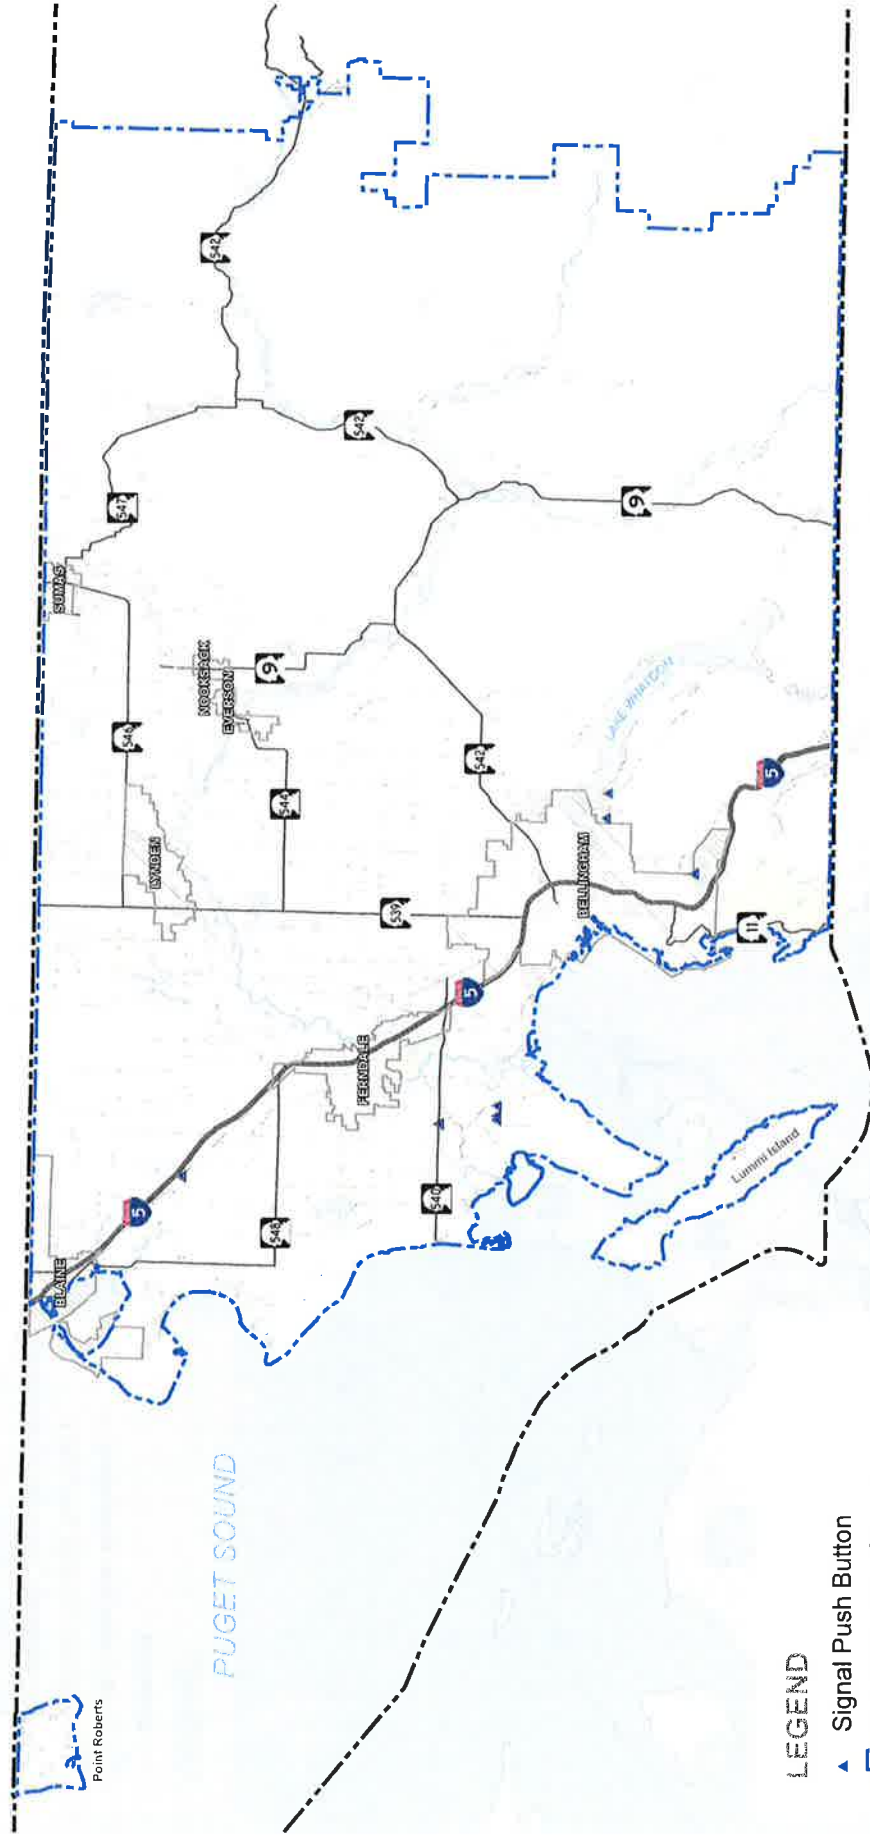 Point Roberts
PUGET SOUND
BLAINE
5
548
SUMAS
547
546
LYNDEN
NOOKSACK
EVERSON
9
544
542
542
539
FERNDALE
5
540
542
9
BELLINGHAM
LAKE WHATCOM
5
11
Lummi Island
LEGEND
Signal Push Button